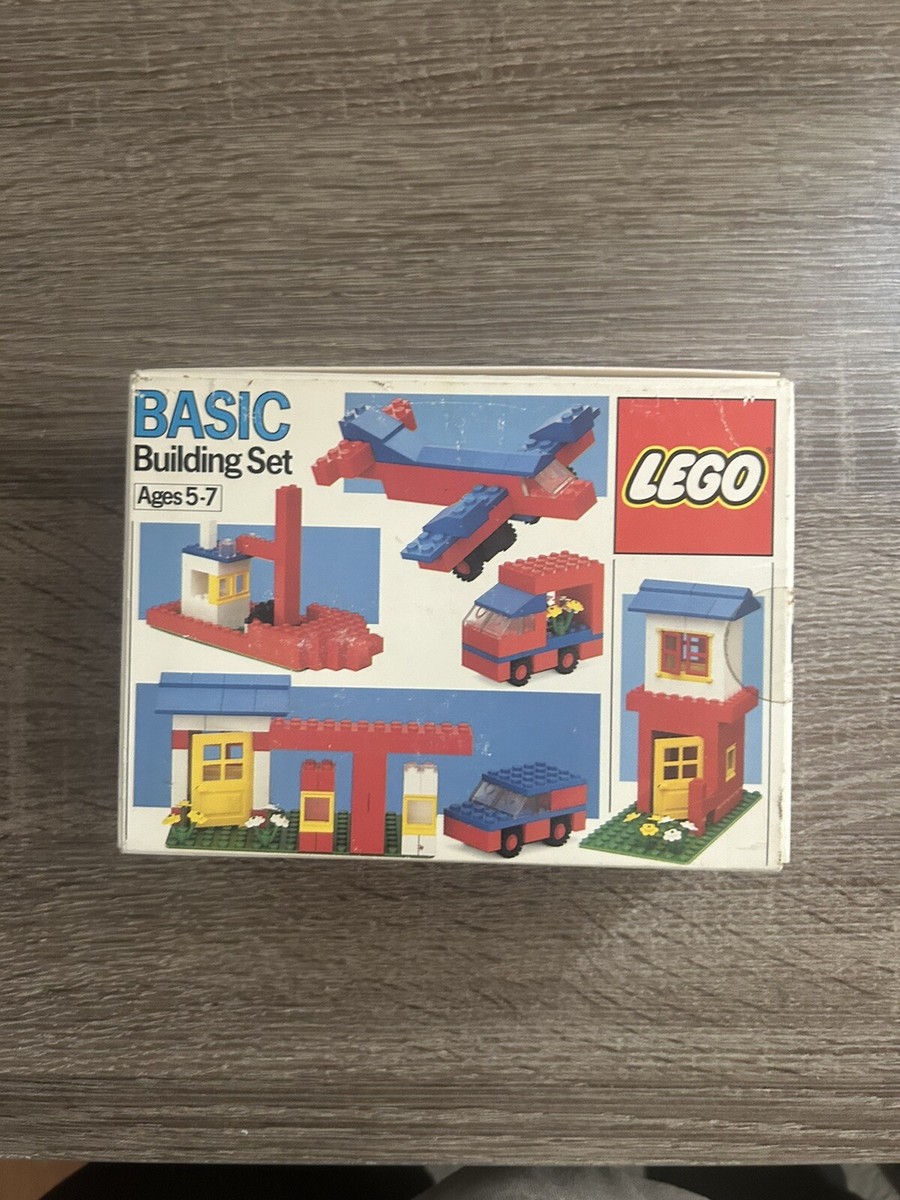 BASIC
Building Set
Ages 5-7
LEGO